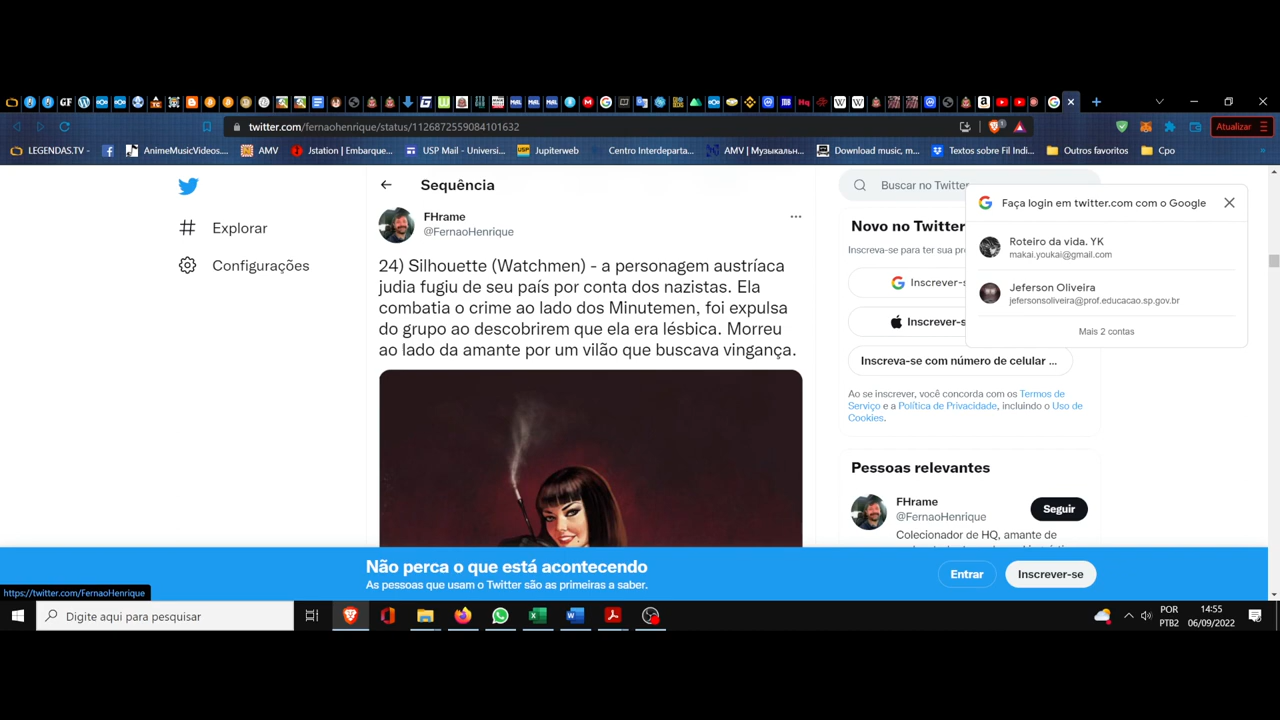 twitter.com/fernaohenrique/status/1126872559084101632
Atualizar
LEGENDAS.TV -
AnimeMusicVideos....
AMV
Jstation | Embarque...
USP Mail - Universi...
Jupiterweb
Centro Interdeparta...
AMV | Музыкальн...
Download music, m...
Textos sobre Fil Indi...
Outros favoritos
Cpo
Explorar
Configurações
Sequência
FHrame
@FernaoHenrique
24) Silhouette (Watchmen) - a personagem austríaca
judia fugiu de seu país por conta dos nazistas. Ela
combatia o crime ao lado dos Minutemen, foi expulsa
do grupo ao descobrirem que ela era lésbica. Morreu
ao lado da amante por um vilão que buscava vingança.
Buscar no Twitter
Novo no Twitter
Inscreva-se para ter sua
Inscrever-s
Inscrever-s
Inscreva-se com número de celular ...
Ao se inscrever, você concorda com os Termos de
Serviço e a Política de Privacidade, incluindo o Uso de
Cookies.
Faça login em twitter.com com o Google
Roteiro da vida. YK
makai.youkai@gmail.com
Jeferson Oliveira
jefersonsoliveira@prof.educacao.sp.gov.br
Mais 2 contas
Pessoas relevantes
FHrame
@FernaoHenrique
Seguir
Colecionador de HQ, amante de
Não perca o que está acontecendo
As pessoas que usam o Twitter são as primeiras a saber.
Entrar
Inscrever-se
https://twitter.com/FernaoHenrique
Digite aqui para pesquisar
POR
PTB2
14:55
06/09/2022